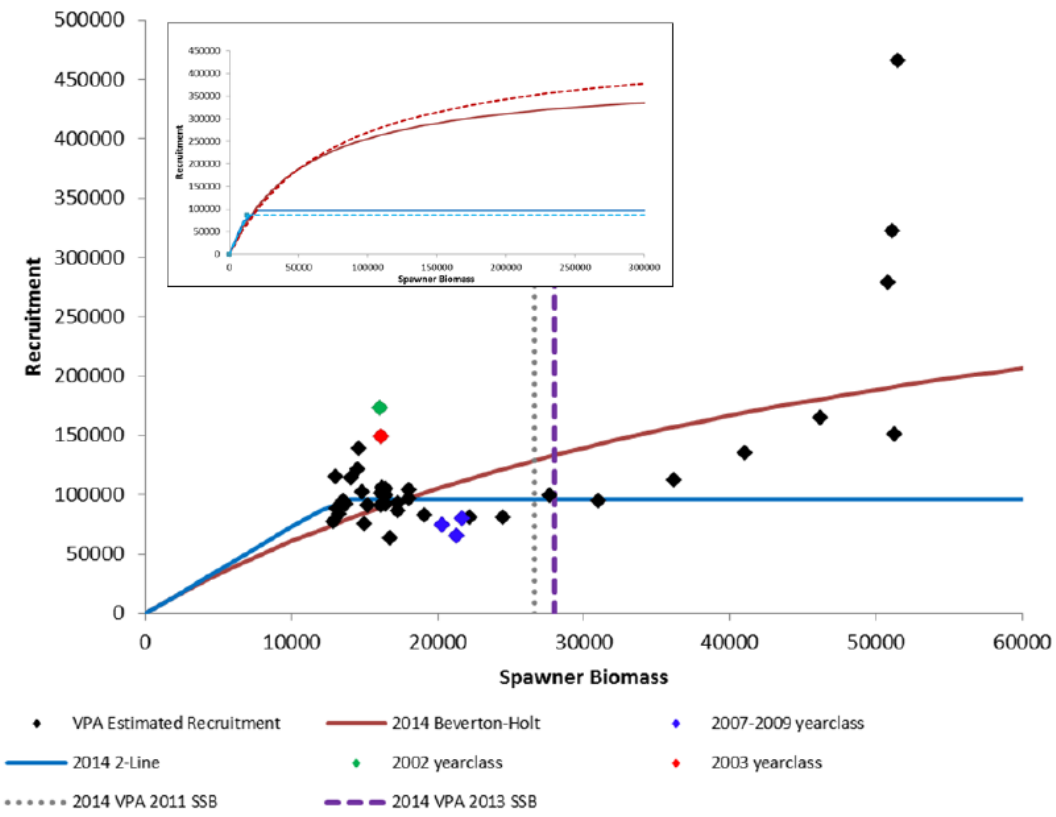 500000
450000
400000
350000
300000
250000
200000
150000
100000
50000
0
Recruitment
0 10000 20000 30000 40000 50000 60000
Spawner Biomass
450000
400000
350000
300000
250000
200000
150000
100000
50000
0
Recruitment
0 50000 100000 150000 200000 250000 300000
Spawner Biomass
VPA Estimated Recruitment 2014 Beverton-Holt 2007-2009 yearclass
2014 2-Line 2002 yearclass 2003 yearclass
2014 VPA 2011 SSB 2014 VPA 2013 SSB